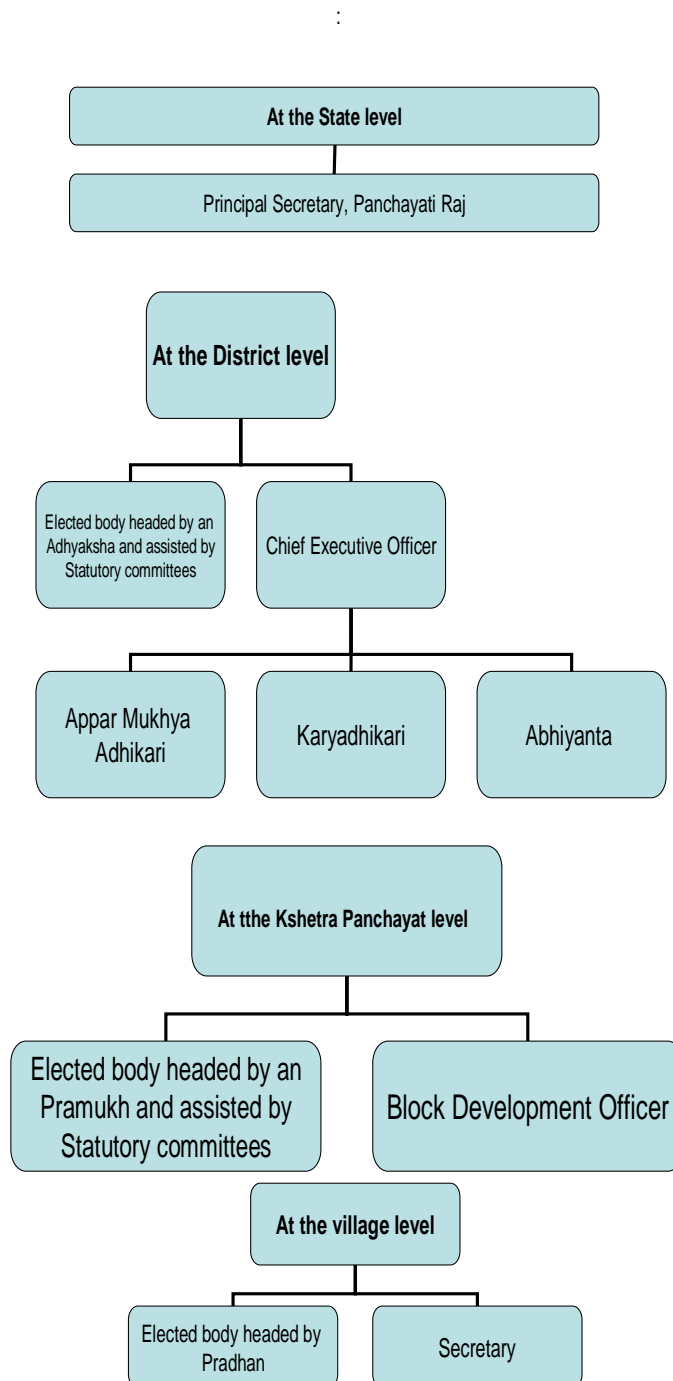 :
At the State level
Principal Secretary, Panchayati Raj
At the District level
Elected body headed by an
Adhyaksha and assisted by
Statutory committees
Chief Executive Officer
Appar Mukhya
Adhikari
Karyadhikari
Abhiyanta
At tthe Kshetra Panchayat level
Elected body headed by an
Pramukh and assisted by
Statutory committees
Block Development Officer
At the village level
Elected body headed by
Pradhan
Secretary